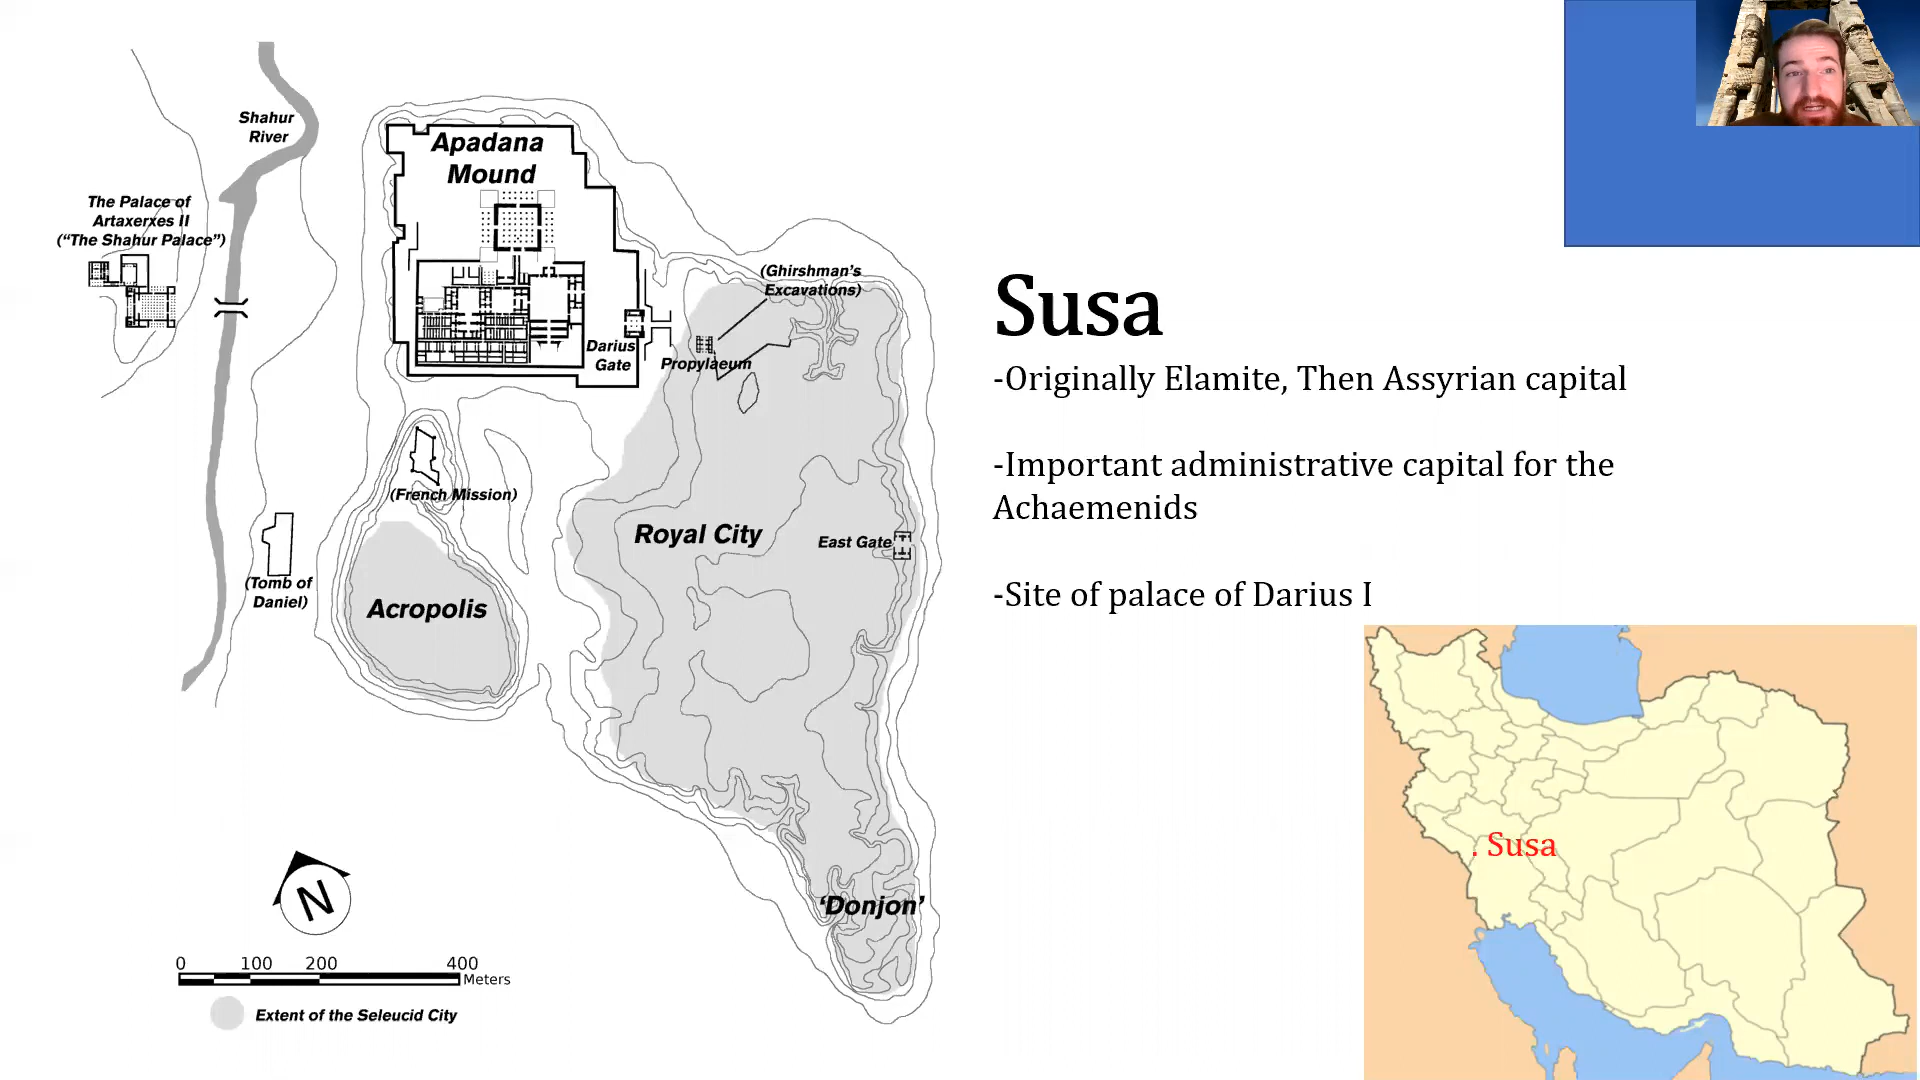 Shahur
River
The Palace of
Artaxerxes II
(“The Shahur Palace”)
Apadana
Mound
(Ghirshman's
Excavations)
Darius
Gate
Propylaeum
(French Mission)
Royal City
East Gate
(Tomb of
Daniel)
Acropolis
‘Donjon’
N
0 100 200 400
Meters
Extent of the Seleucid City
Susa
-Originally Elamite, Then Assyrian capital
-Important administrative capital for the
Achaemenids
-Site of palace of Darius I
. Susa